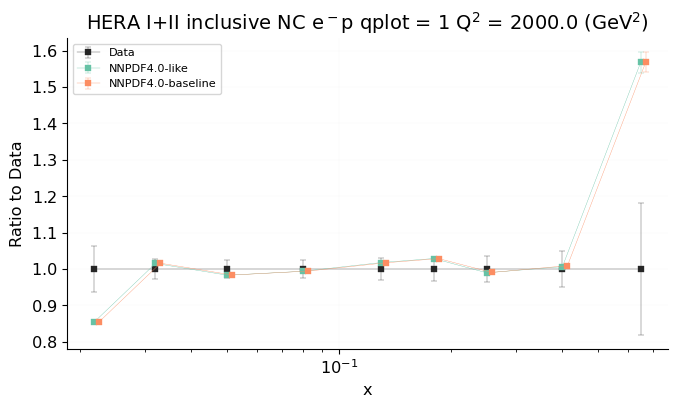 HERA I+II inclusive NC e⁻p qplot = 1 Q² = 2000.0 (GeV²)
Data
NNPDF4.0-like
NNPDF4.0-baseline
Ratio to Data
1.6
1.5
1.4
1.3
1.2
1.1
1.0
0.9
0.8
10⁻¹
x